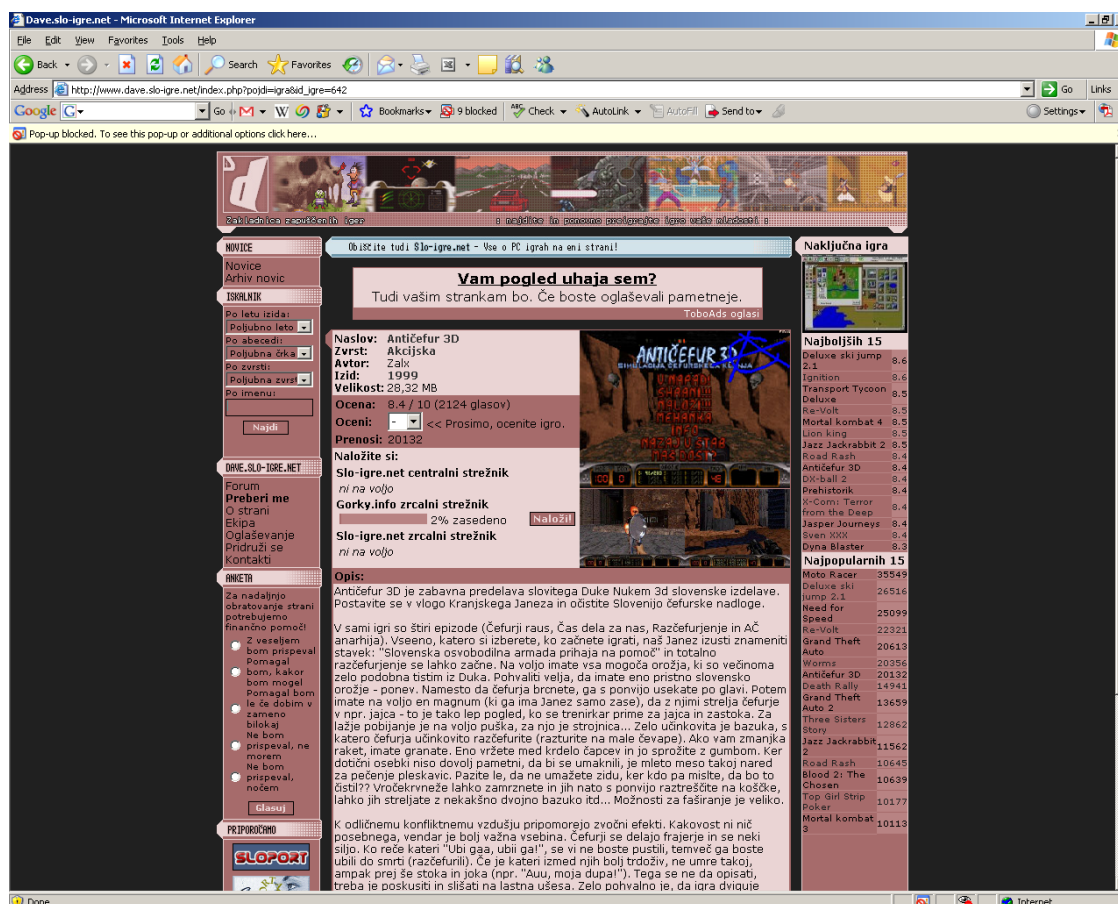 Dave.slo-igre.net - Microsoft Internet Explorer
File Edit View Favorites Tools Help
Back Search Favorites
Address http://www.dave.slo-igre.net/index.php?pojdi=igra&id_igre=642 Go Links
Google G Go Bookmarks 9 blocked Check AutoLink AutoFill Send to Settings
Pop-up blocked. To see this pop-up or additional options click here...
d
Zakladnica zapuščenih iger : najdite in ponovno preigrajte igro vaše mladosti :
NOVICE
Novice
Arhiv novic
ISKALNIK
Po letu izida:
Poljubno leto
Po abecedi:
Poljubna črka
Po zvrsti:
Poljubna zvrst
Po imenu:
Najdi
DAVE.SLO-IGRE.NET
Forum
Preberi me
O strani
Ekipa
Oglaševanje
Pridruži se
Kontakti
ANKETA
Za nadaljnjo
obratovanje strani
potrebujemo
finančno pomoč!
Z veseljem
bom prispeval
Pomagal
bom, kakor
bom mogel
Pomagal bom
le če dobim v
zameno
bilokaj
Ne bom
prispeval, ne
morem
Ne bom
prispeval,
nočem
Glasuj
PRIPOROČAMO
SLOPORT
Obiščite tudi Slo-igre.net - Vse o PC igrah na eni strani!
Vam pogled uhaja sem?
Tudi vašim strankam bo. Če boste oglaševali pametneje.
ToboAds oglasi
Naslov: Antičefur 3D
Zvrst: Akcijska
Avtor: Zalx
Izid: 1999
Velikost: 28,32 MB
Ocena: 8.4 / 10 (2124 glasov)
Oceni: - << Prosimo, ocenite igro.
Prenosi: 20132
Naložite si:
Slo-igre.net centralni strežnik
ni na voljo
Gorky.info zrcalni strežnik
2% zasedeno Naloži!
Slo-igre.net zrcalni strežnik
ni na voljo
ANTIČEFUR 3D
Opis:
Antičefur 3D je zabavna predelava slovitega Duke Nukem 3d slovenske izdelave.
Postavite se v vlogo Kranjskega Janeza in očistite Slovenijo čefurske nadloge.
V sami igri so štiri epizode (Čefurji raus, Čas dela za nas, Razčefurjenje in AČ
anarhija). Vseeno, katero si izberete, ko začnete igrati, naš Janez izusti znameniti
stavek: "Slovenska osvobodilna armada prihaja na pomoč" in totalno
razčefurjenje se lahko začne. Na voljo imate vsa mogoča orožja, ki so večinoma
zelo podobna tistim iz Duka. Pohvaliti velja, da imate eno pristno slovensko
orožje - ponev. Namesto da čefurja brcnete, ga s ponvijo usekate po glavi. Potem
imate na voljo en magnum (ki ga ima Janez samo zase), da z njimi strelja čefurje
v npr. jajca - to je tako lep pogled, ko se trenirkar prime za jajca in zastoka. Za
lažje pobijanje je na voljo puška, za njo je strojnica... Zelo učinkovita je bazuka, s
katero čefurja učinkovito razčefurite (razturite na male čevape). Ako vam zmanjka
raket, imate granate. Eno vržete med krdelo čapcev in jo sprožite z gumbom. Ker
dotični osebki niso dovolj pametni, da bi se umaknili, je mleto meso takoj nared
za pečenje pleskavic. Pazite le, da ne umažete zidu, ker kdo pa mislte, da bo to
čistil?? Vročekrvneže lahko zamrznete in jih nato s ponvijo raztreščite na koščke,
lahko jih streljate z nekakšno dvojno bazuko itd... Možnosti za faširanje je veliko.
K odličnemu konfliktnemu vzdušju pripomorejo zvočni efekti. Kakovost ni nič
posebnega, vendar je bolj važna vsebina. Čefurji se delajo frajerje in se neki
siljo. Ko reče kateri "Ubi gaa, ubii ga!", se vi ne boste pustili, temveč ga boste
ubili do smrti (razčefurili). Če je kateri izmed njih bolj trdoživ, ne umre takoj,
ampak prej še stoka in joka (npr. "Auu, moja dupa!"). Tega se ne da opisati,
treba je poskusiti in slišati na lastna ušesa. Zelo pohvalno je, da igra dviguje
Naključna igra
Najboljših 15
Deluxe ski jump 2.1 8.6
Ignition 8.6
Transport Tycoon Deluxe 8.5
Re-Volt 8.5
Mortal kombat 4 8.5
Lion king 8.5
Jazz Jackrabbit 2 8.5
Road Rash 8.4
Antičefur 3D 8.4
DX-ball 2 8.4
Prehistorik 8.4
X-Com: Terror from the Deep 8.4
Jasper Journeys 8.4
Sven XXX 8.4
Dyna Blaster 8.3
Najpopularnih 15
Moto Racer 35549
Deluxe ski jump 2.1 26516
Need for Speed 25099
Re-Volt 22321
Grand Theft Auto 20613
Worms 20356
Antičefur 3D 20132
Death Rally 14941
Grand Theft Auto 2 13659
Three Sisters Story 12862
Jazz Jackrabbit 2 11562
Road Rash 10645
Blood 2: The Chosen 10639
Top Girl Strip Poker 10177
Mortal kombat 3 10113
Done Internet